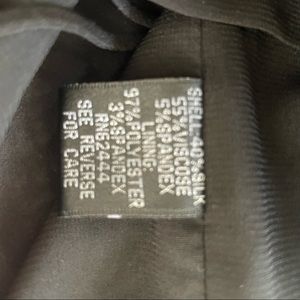 SHELL: 40%SILK
55%VISCOSE
5%SPANDEX
LINING:
97%POLYESTER
3%SPANDEX
RN62444
SEE REVERSE
FOR CARE